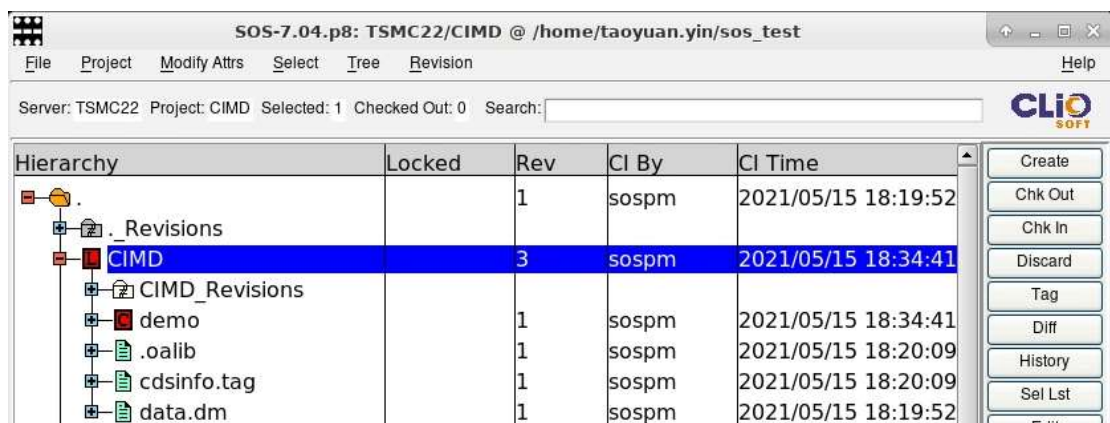 SOS-7.04.p8: TSMC22/CIMD @ /home/taoyuan.yin/sos_test
File Project Modify Attrs Select Tree Revision Help
Server: TSMC22 Project: CIMD Selected: 1 Checked Out: 0 Search:
CLiO
SOFT
Hierarchy Locked Rev CI By CI Time
Create
. 1 sospm 2021/05/15 18:19:52
Chk Out
._Revisions
Chk In
L CIMD 3 sospm 2021/05/15 18:34:41
Discard
CIMD_Revisions
Tag
C demo 1 sospm 2021/05/15 18:34:41
Diff
.oalib 1 sospm 2021/05/15 18:20:09
History
cdsinfo.tag 1 sospm 2021/05/15 18:20:09
Sel Lst
data.dm 1 sospm 2021/05/15 18:19:52